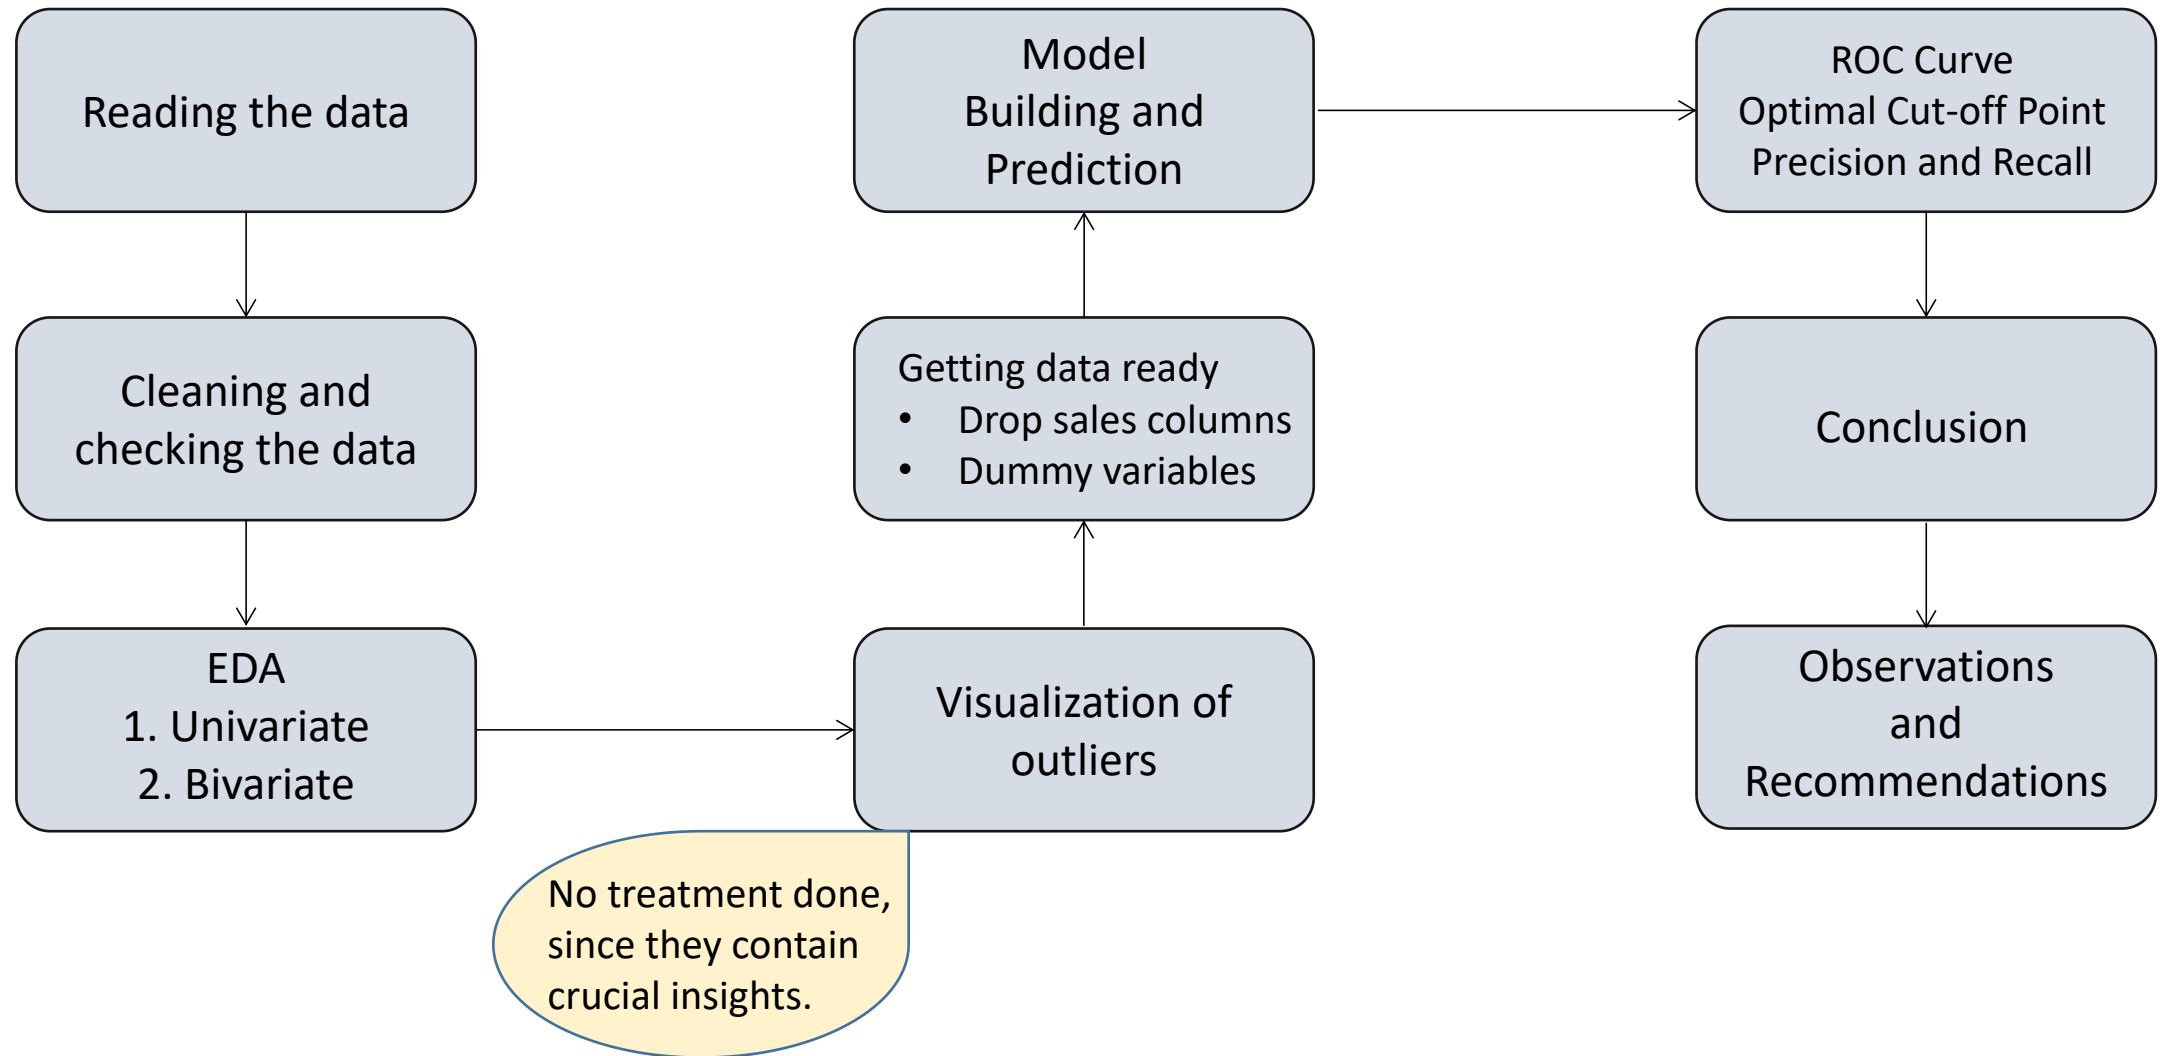 Reading the data
Cleaning and
checking the data
EDA
1. Univariate
2. Bivariate
Visualization of
outliers
No treatment done,
since they contain
crucial insights.
Getting data ready
• Drop sales columns
• Dummy variables
Model
Building and
Prediction
ROC Curve
Optimal Cut-off Point
Precision and Recall
Conclusion
Observations
and
Recommendations